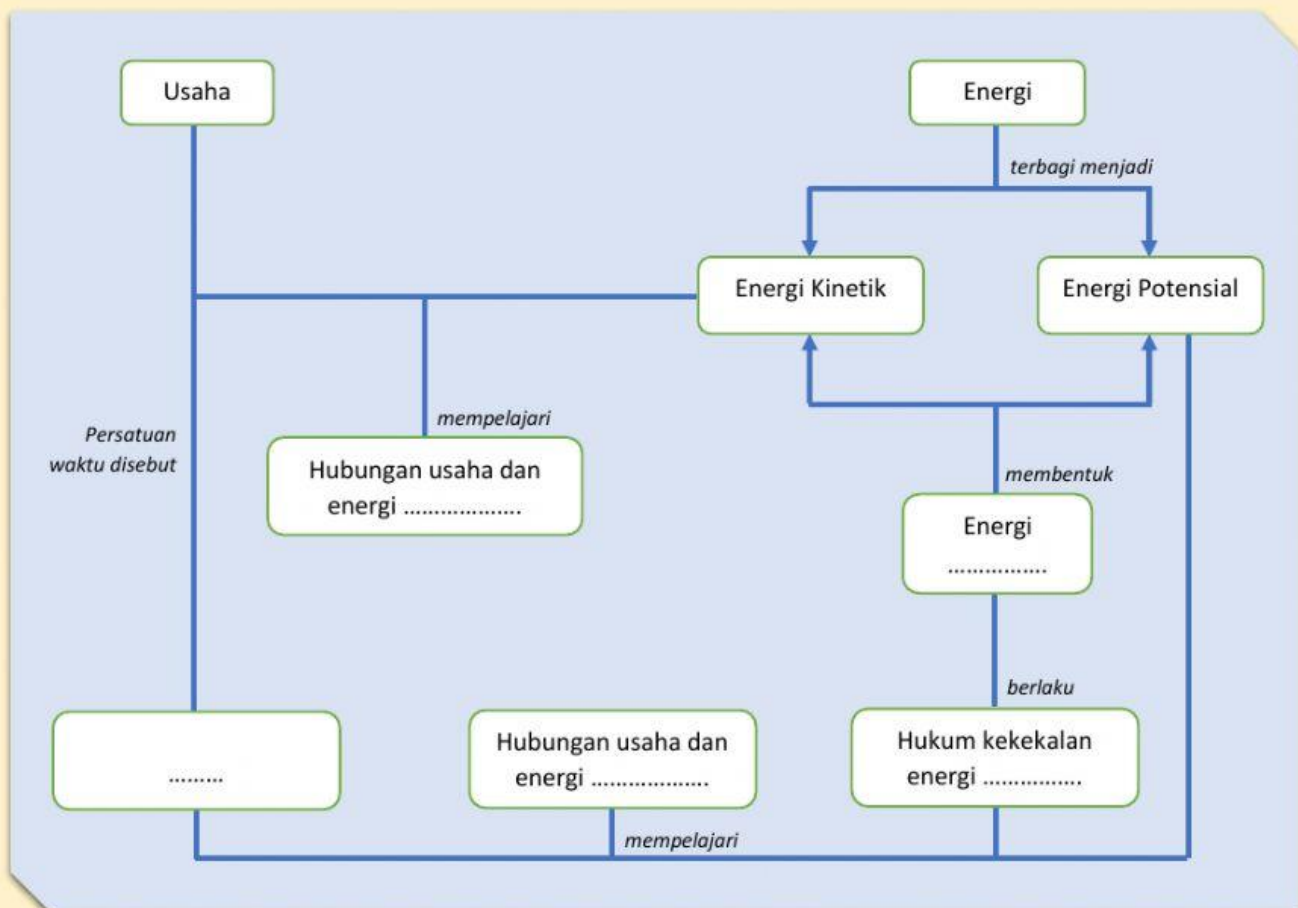 Usaha
Energi
terbagi menjadi
Energi Kinetik
Energi Potensial
Persatuan
waktu disebut
mempelajari
Hubungan usaha dan
energi ……………….
membentuk
Energi
…………….
berlaku
………
Hubungan usaha dan
energi ……………….
Hukum kekekalan
energi …………….
mempelajari